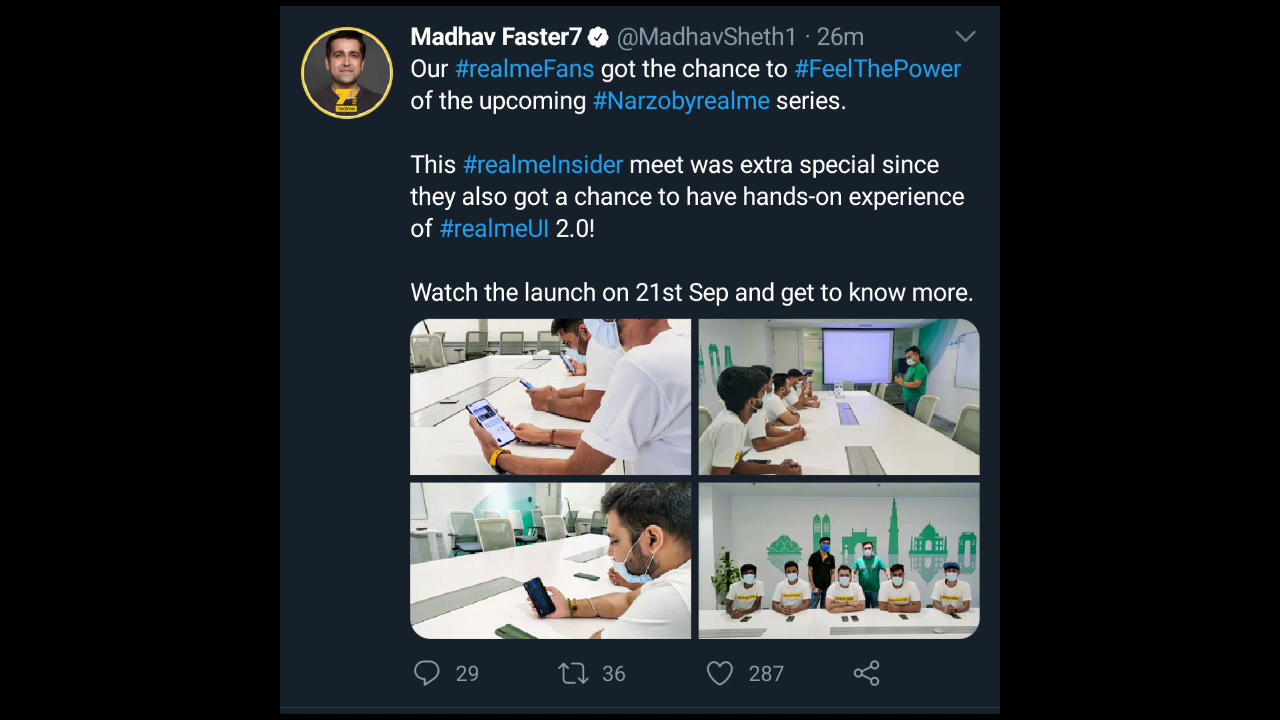 Madhav Faster7 @MadhavSheth1 · 26m
Our #realmeFans got the chance to #FeelThePower
of the upcoming #Narzobyrealme series.
This #realmeInsider meet was extra special since
they also got a chance to have hands-on experience
of #realmeUI 2.0!
Watch the launch on 21st Sep and get to know more.
29 36 287